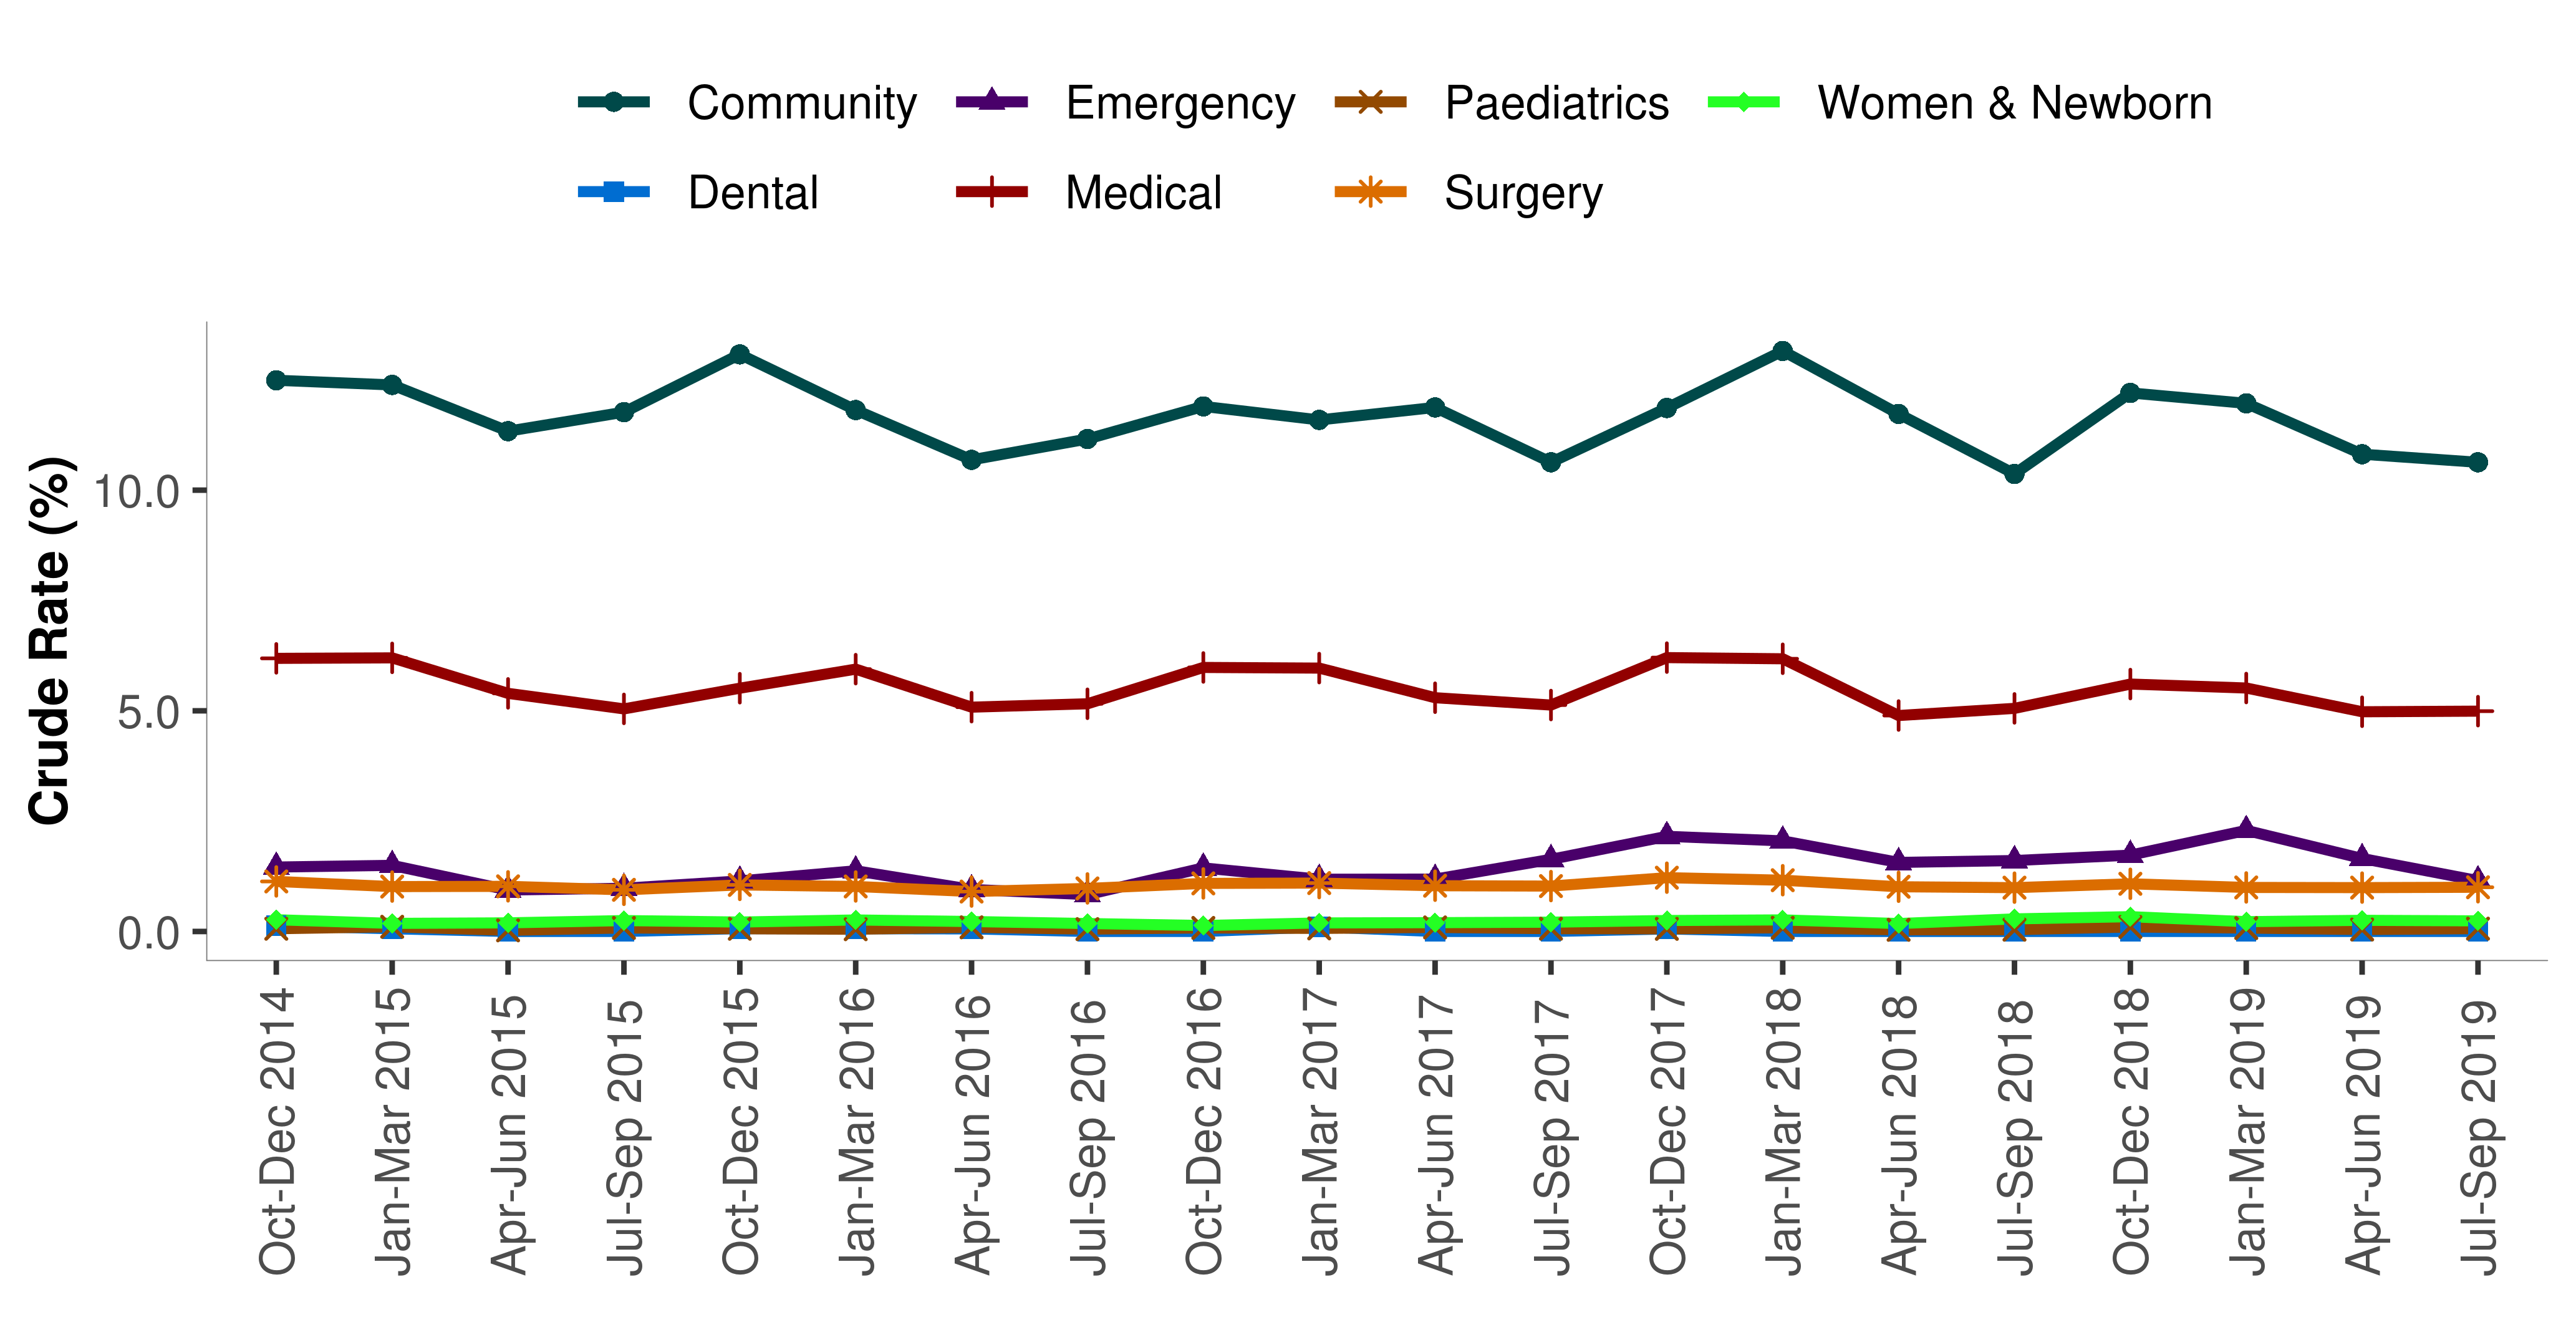 Community Emergency Paediatrics Women & Newborn
Dental Medical Surgery
Crude Rate (%)
10.0
5.0
0.0
Oct-Dec 2014
Jan-Mar 2015
Apr-Jun 2015
Jul-Sep 2015
Oct-Dec 2015
Jan-Mar 2016
Apr-Jun 2016
Jul-Sep 2016
Oct-Dec 2016
Jan-Mar 2017
Apr-Jun 2017
Jul-Sep 2017
Oct-Dec 2017
Jan-Mar 2018
Apr-Jun 2018
Jul-Sep 2018
Oct-Dec 2018
Jan-Mar 2019
Apr-Jun 2019
Jul-Sep 2019